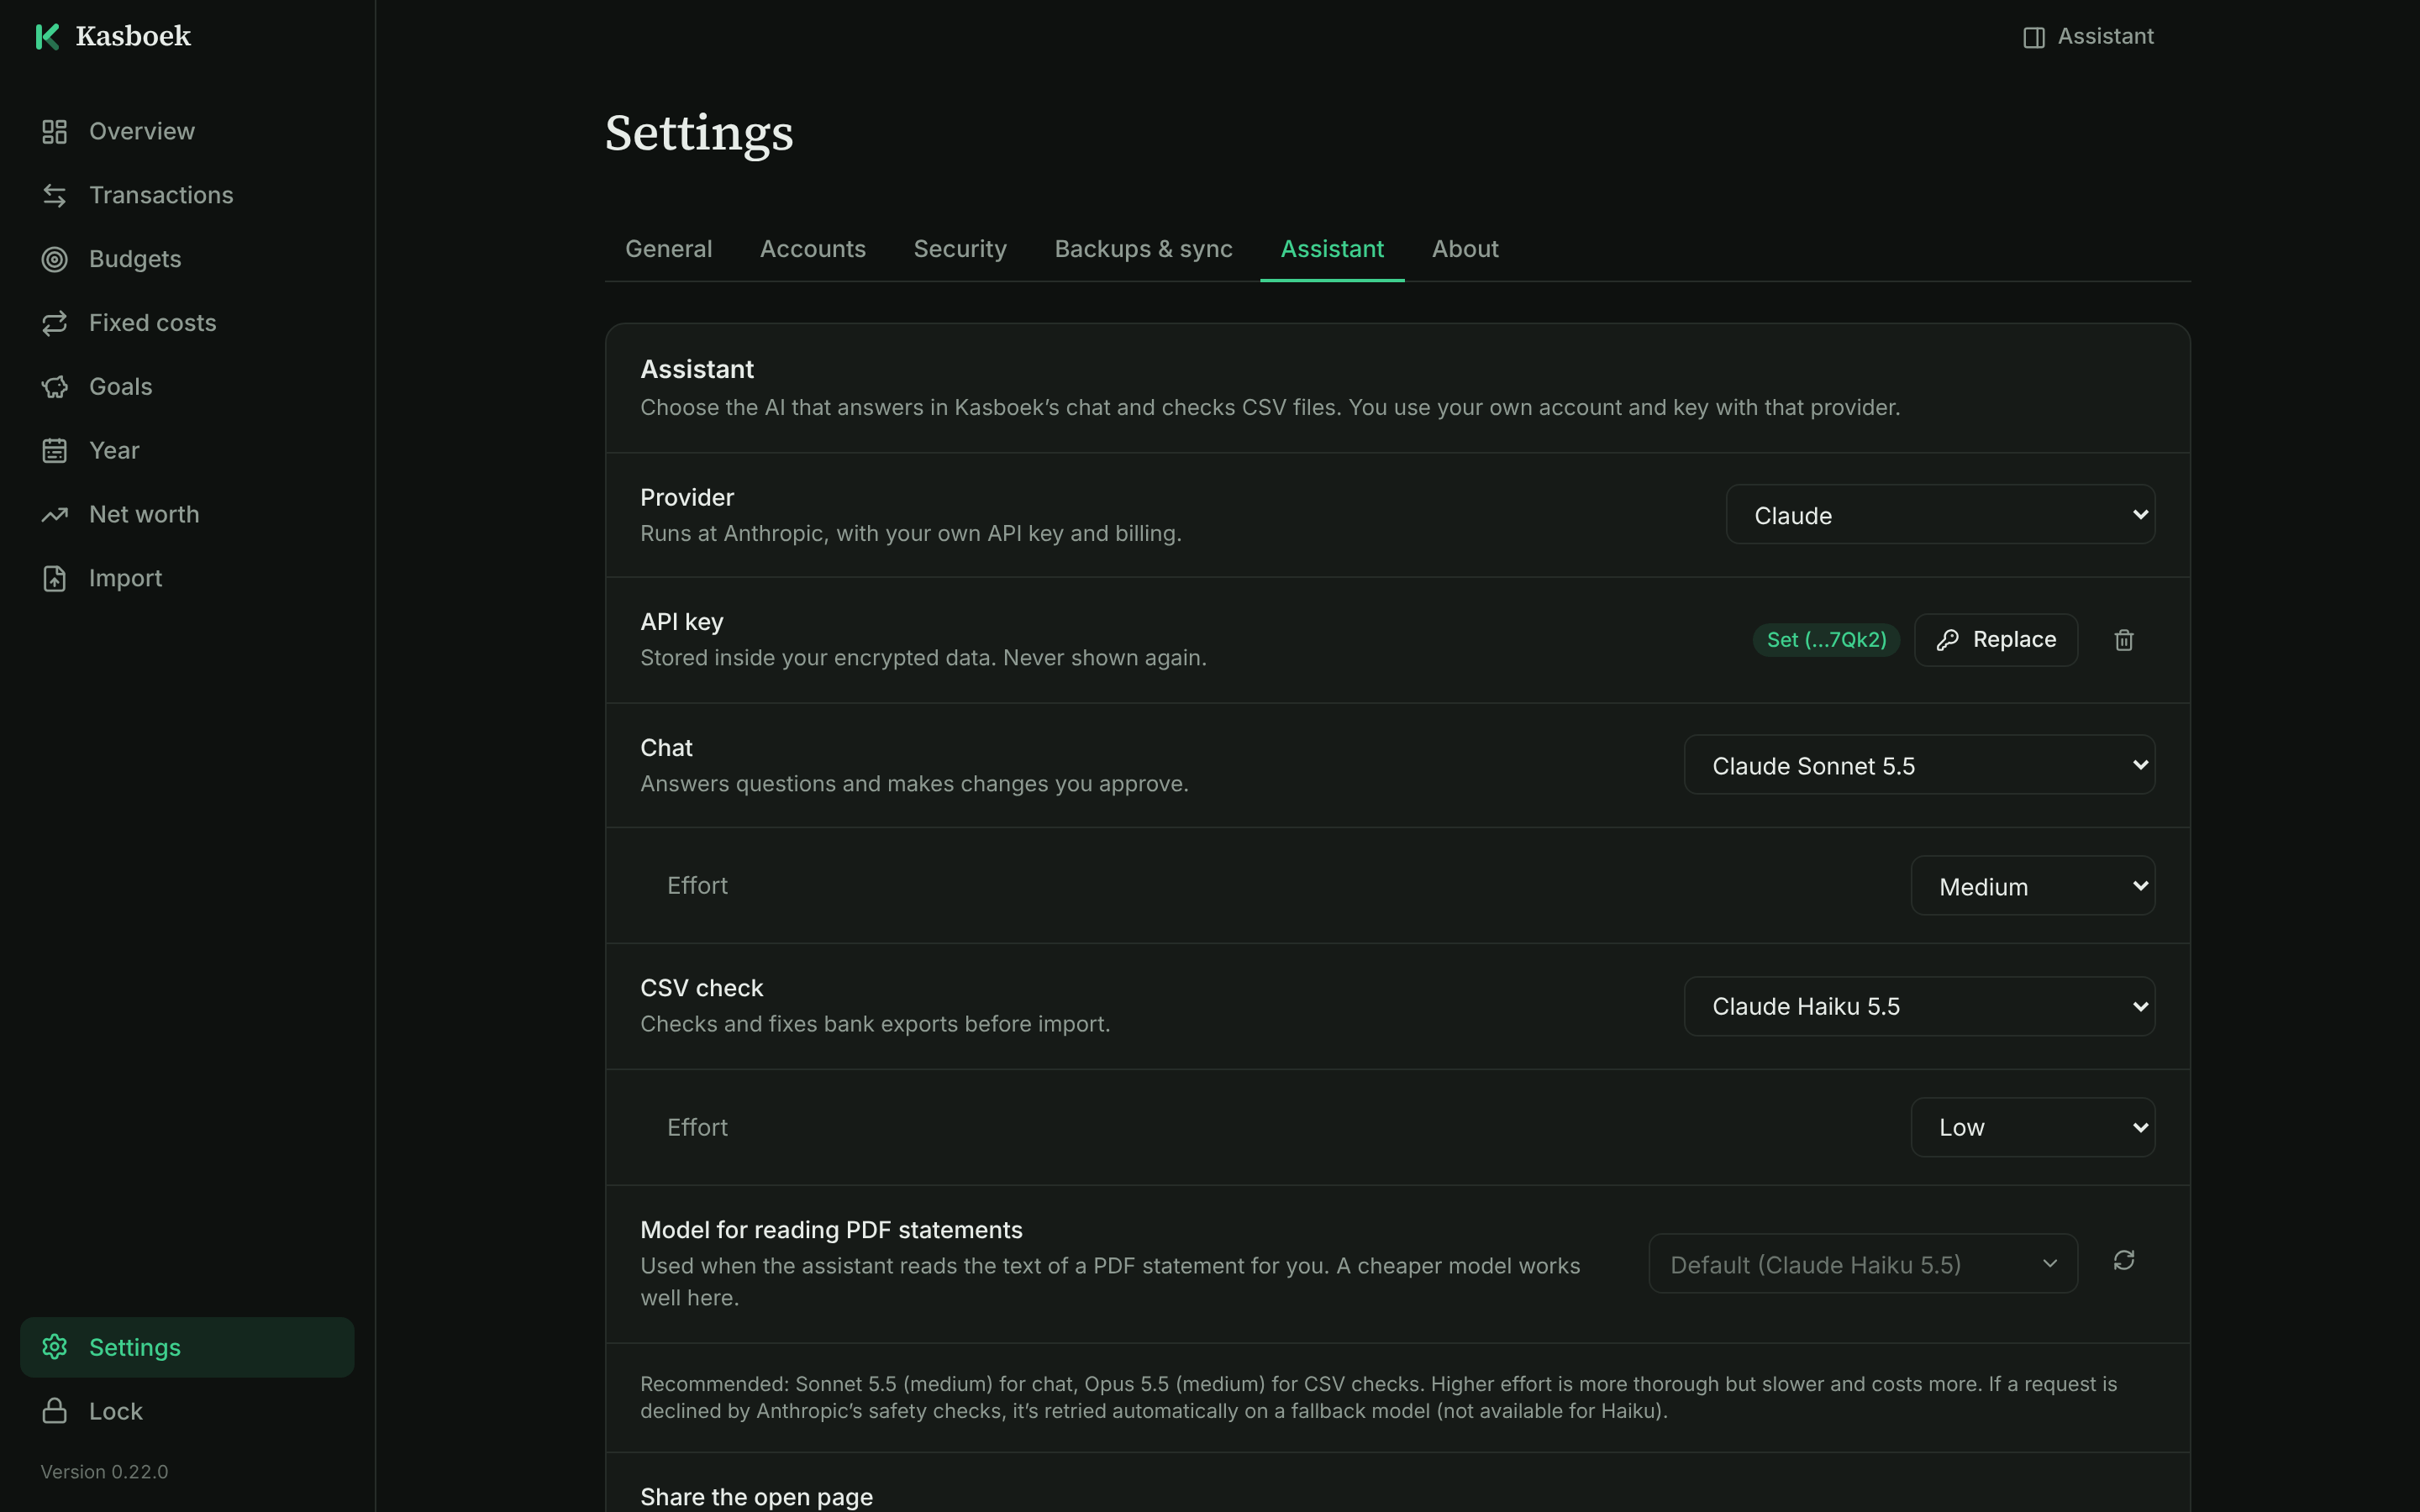 Kasboek
Assistant
Overview
Transactions
Budgets
Fixed costs
Goals
Year
Net worth
Import
Settings
Lock
Version 0.22.0
Settings
General
Accounts
Security
Backups & sync
Assistant
About
Assistant
Choose the AI that answers in Kasboek’s chat and checks CSV files. You use your own account and key with that provider.
Provider
Runs at Anthropic, with your own API key and billing.
Claude
API key
Stored inside your encrypted data. Never shown again.
Set (...7Qk2)
Replace
Chat
Answers questions and makes changes you approve.
Claude Sonnet 5.5
Effort
Medium
CSV check
Checks and fixes bank exports before import.
Claude Haiku 5.5
Effort
Low
Model for reading PDF statements
Used when the assistant reads the text of a PDF statement for you. A cheaper model works
well here.
Default (Claude Haiku 5.5)
Recommended: Sonnet 5.5 (medium) for chat, Opus 5.5 (medium) for CSV checks. Higher effort is more thorough but slower and costs more. If a request is
declined by Anthropic’s safety checks, it’s retried automatically on a fallback model (not available for Haiku).
Share the open page